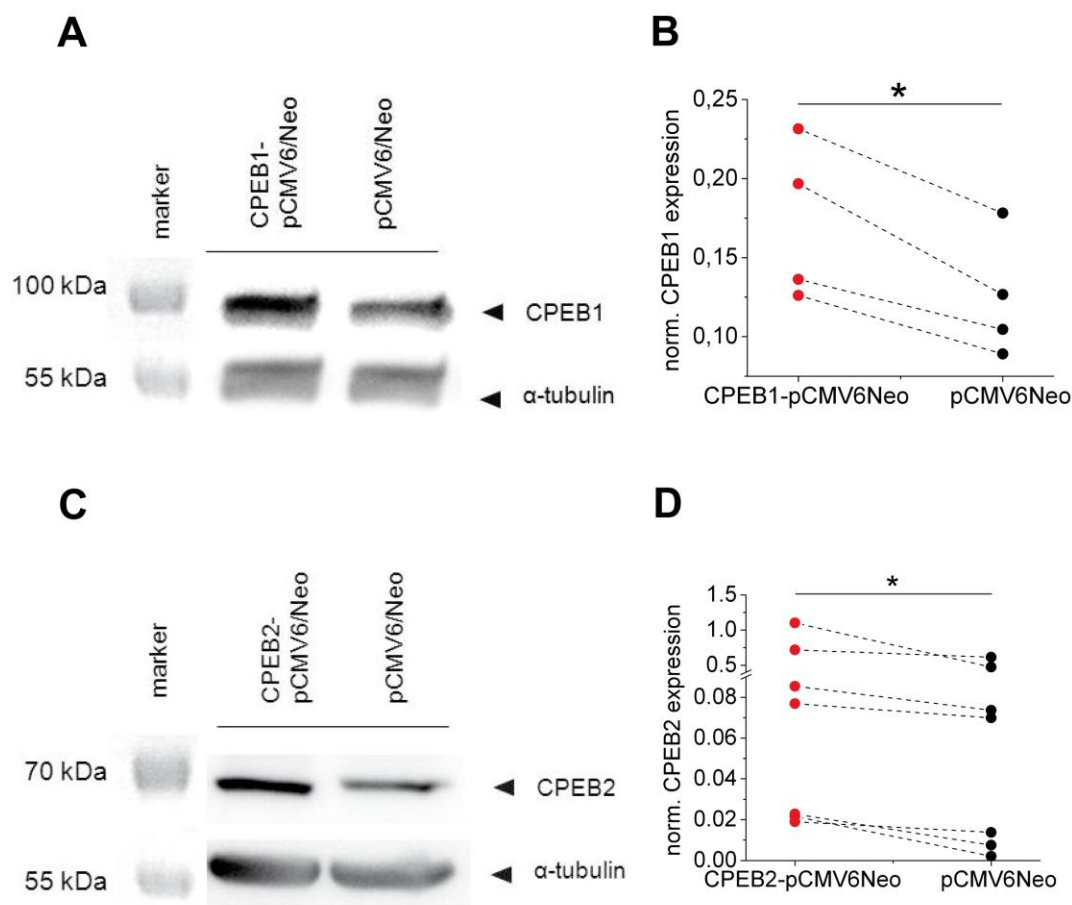 A
marker
CPEB1-
pCMV6/Neo
pCMV6/Neo
100 kDa
CPEB1
55 kDa
α-tubulin
B
*
norm. CPEB1 expression
0,25
0,20
0,15
0,10
CPEB1-pCMV6Neo
pCMV6Neo
C
marker
CPEB2-
pCMV6/Neo
pCMV6/Neo
70 kDa
CPEB2
55 kDa
α-tubulin
D
*
norm. CPEB2 expression
1.5
1.0
0.5
0.08
0.06
0.04
0.02
0.00
CPEB2-pCMV6Neo
pCMV6Neo